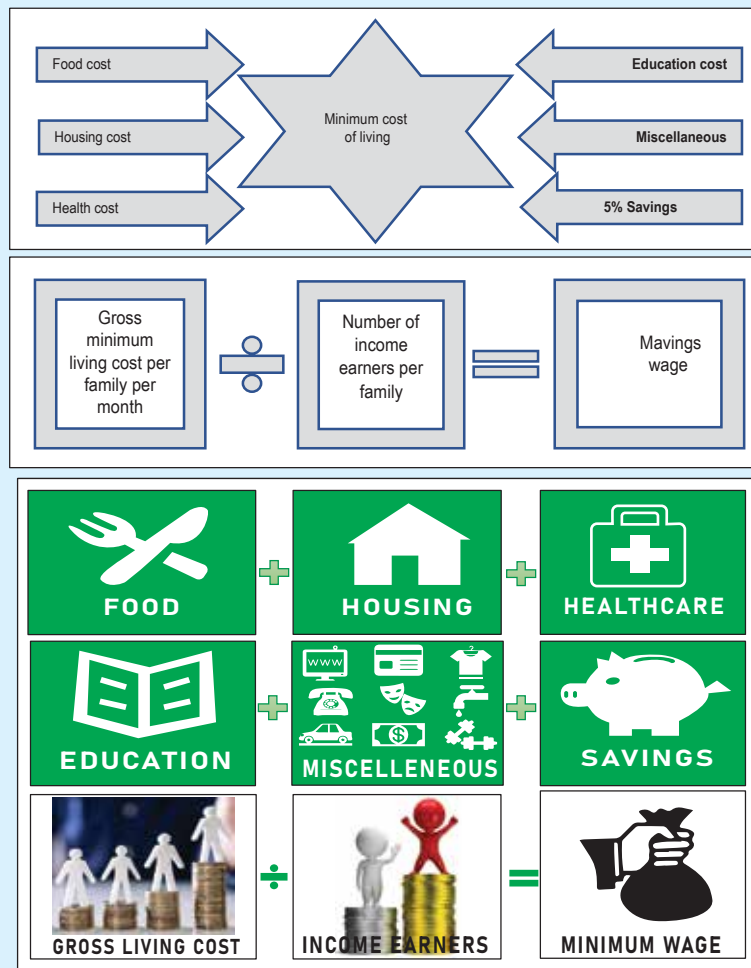 Food cost
Education cost
Minimum cost
of living
Housing cost
Miscellaneous
Health cost
5% Savings
Gross
minimum
living cost per
family per
month
Number of
income
earners per
family
Mavings
wage
FOOD
HOUSING
HEALTHCARE
EDUCATION
WWW
MISCELLENEOUS
SAVINGS
GROSS LIVING COST
INCOME EARNERS
MINIMUM WAGE